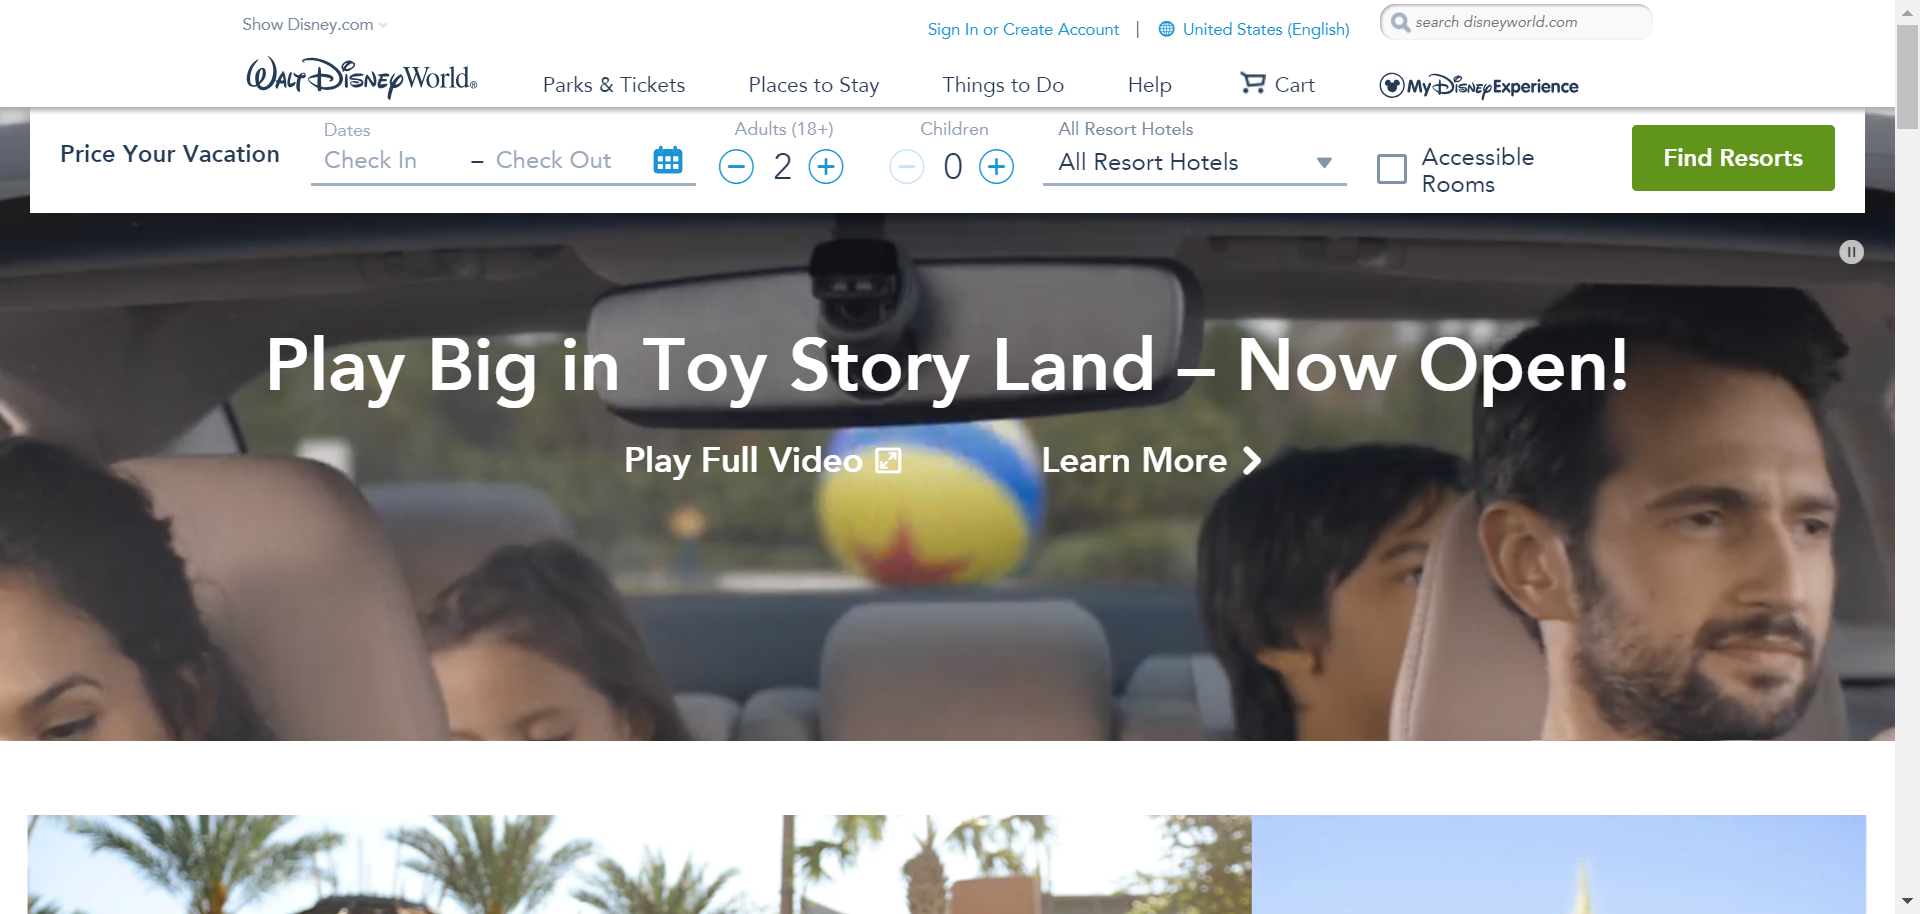 Show Disney.com
Sign In or Create Account | United States (English)
search disneyworld.com
Walt Disney World®
Parks & Tickets
Places to Stay
Things to Do
Help
Cart
My Disney Experience
Price Your Vacation
Dates
Check In – Check Out
Adults (18+)
2
Children
0
All Resort Hotels
All Resort Hotels
Accessible
Rooms
Find Resorts
Play Big in Toy Story Land – Now Open!
Play Full Video
Learn More